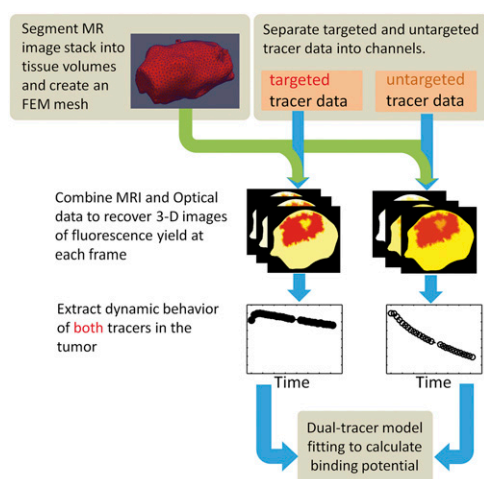 Segment MR
image stack into
tissue volumes
and create an
FEM mesh
Separate targeted and untargeted
tracer data into channels.
targeted
tracer data
untargeted
tracer data
Combine MRI and Optical
data to recover 3-D images
of fluorescence yield at
each frame
Extract dynamic behavior
of both tracers in the
tumor
Time
Time
Dual-tracer model
fitting to calculate
binding potential